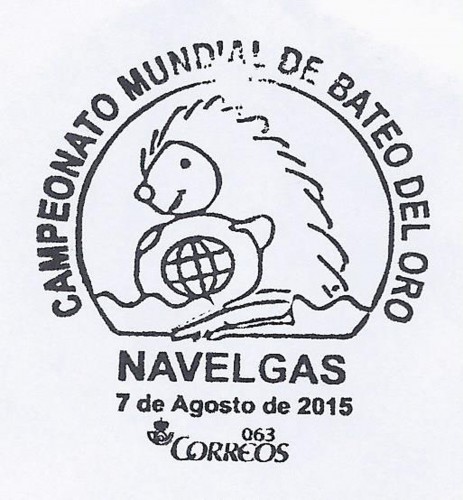 CAMPEONATO MUNDIAL DE BATEO DEL ORO
NAVELGAS
7 de Agosto de 2015
063
CORREOS